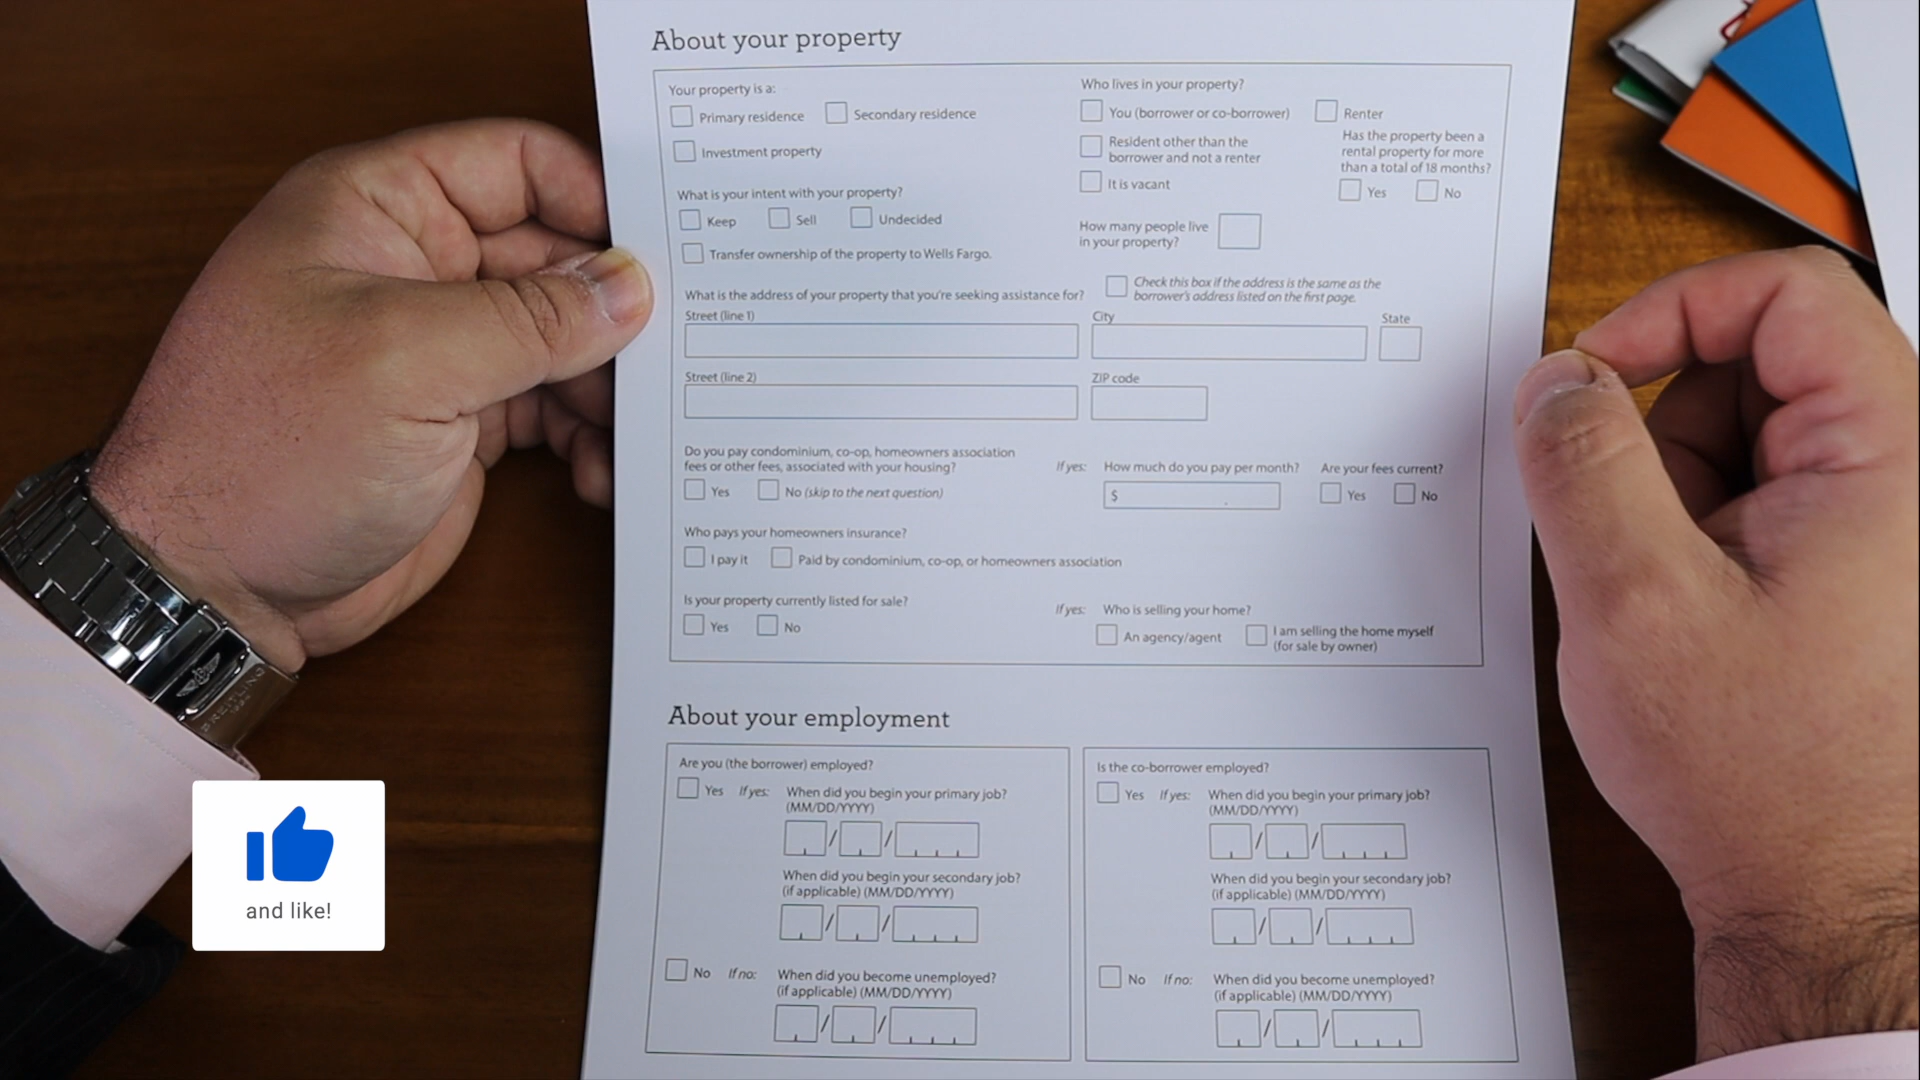 About your property
Your property is a:
Primary residence
Secondary residence
Investment property
What is your intent with your property?
Keep
Sell
Undecided
Transfer ownership of the property to Wells Fargo.
Who lives in your property?
You (borrower or co-borrower)
Renter
Resident other than the
borrower and not a renter
Has the property been a
rental property for more
than a total of 18 months?
It is vacant
Yes
No
How many people live
in your property?
What is the address of your property that you're seeking assistance for?
Check this box if the address is the same as the
borrower's address listed on the first page.
Street (line 1)
City
State
Street (line 2)
ZIP code
Do you pay condominium, co-op, homeowners association
fees or other fees, associated with your housing?
Yes
No (skip to the next question)
If yes:
How much do you pay per month?
$
Are your fees current?
Yes
No
Who pays your homeowners insurance?
I pay it
Paid by condominium, co-op, or homeowners association
Is your property currently listed for sale?
Yes
No
If yes:
Who is selling your home?
An agency/agent
I am selling the home myself
(for sale by owner)
About your employment
Are you (the borrower) employed?
Yes
If yes:
When did you begin your primary job?
(MM/DD/YYYY)
/ /
When did you begin your secondary job?
(if applicable) (MM/DD/YYYY)
/ /
No
If no:
When did you become unemployed?
(if applicable) (MM/DD/YYYY)
/ /
Is the co-borrower employed?
Yes
If yes:
When did you begin your primary job?
(MM/DD/YYYY)
/ /
When did you begin your secondary job?
(if applicable) (MM/DD/YYYY)
/ /
No
If no:
When did you become unemployed?
(if applicable) (MM/DD/YYYY)
/ /
BREITLING
and like!